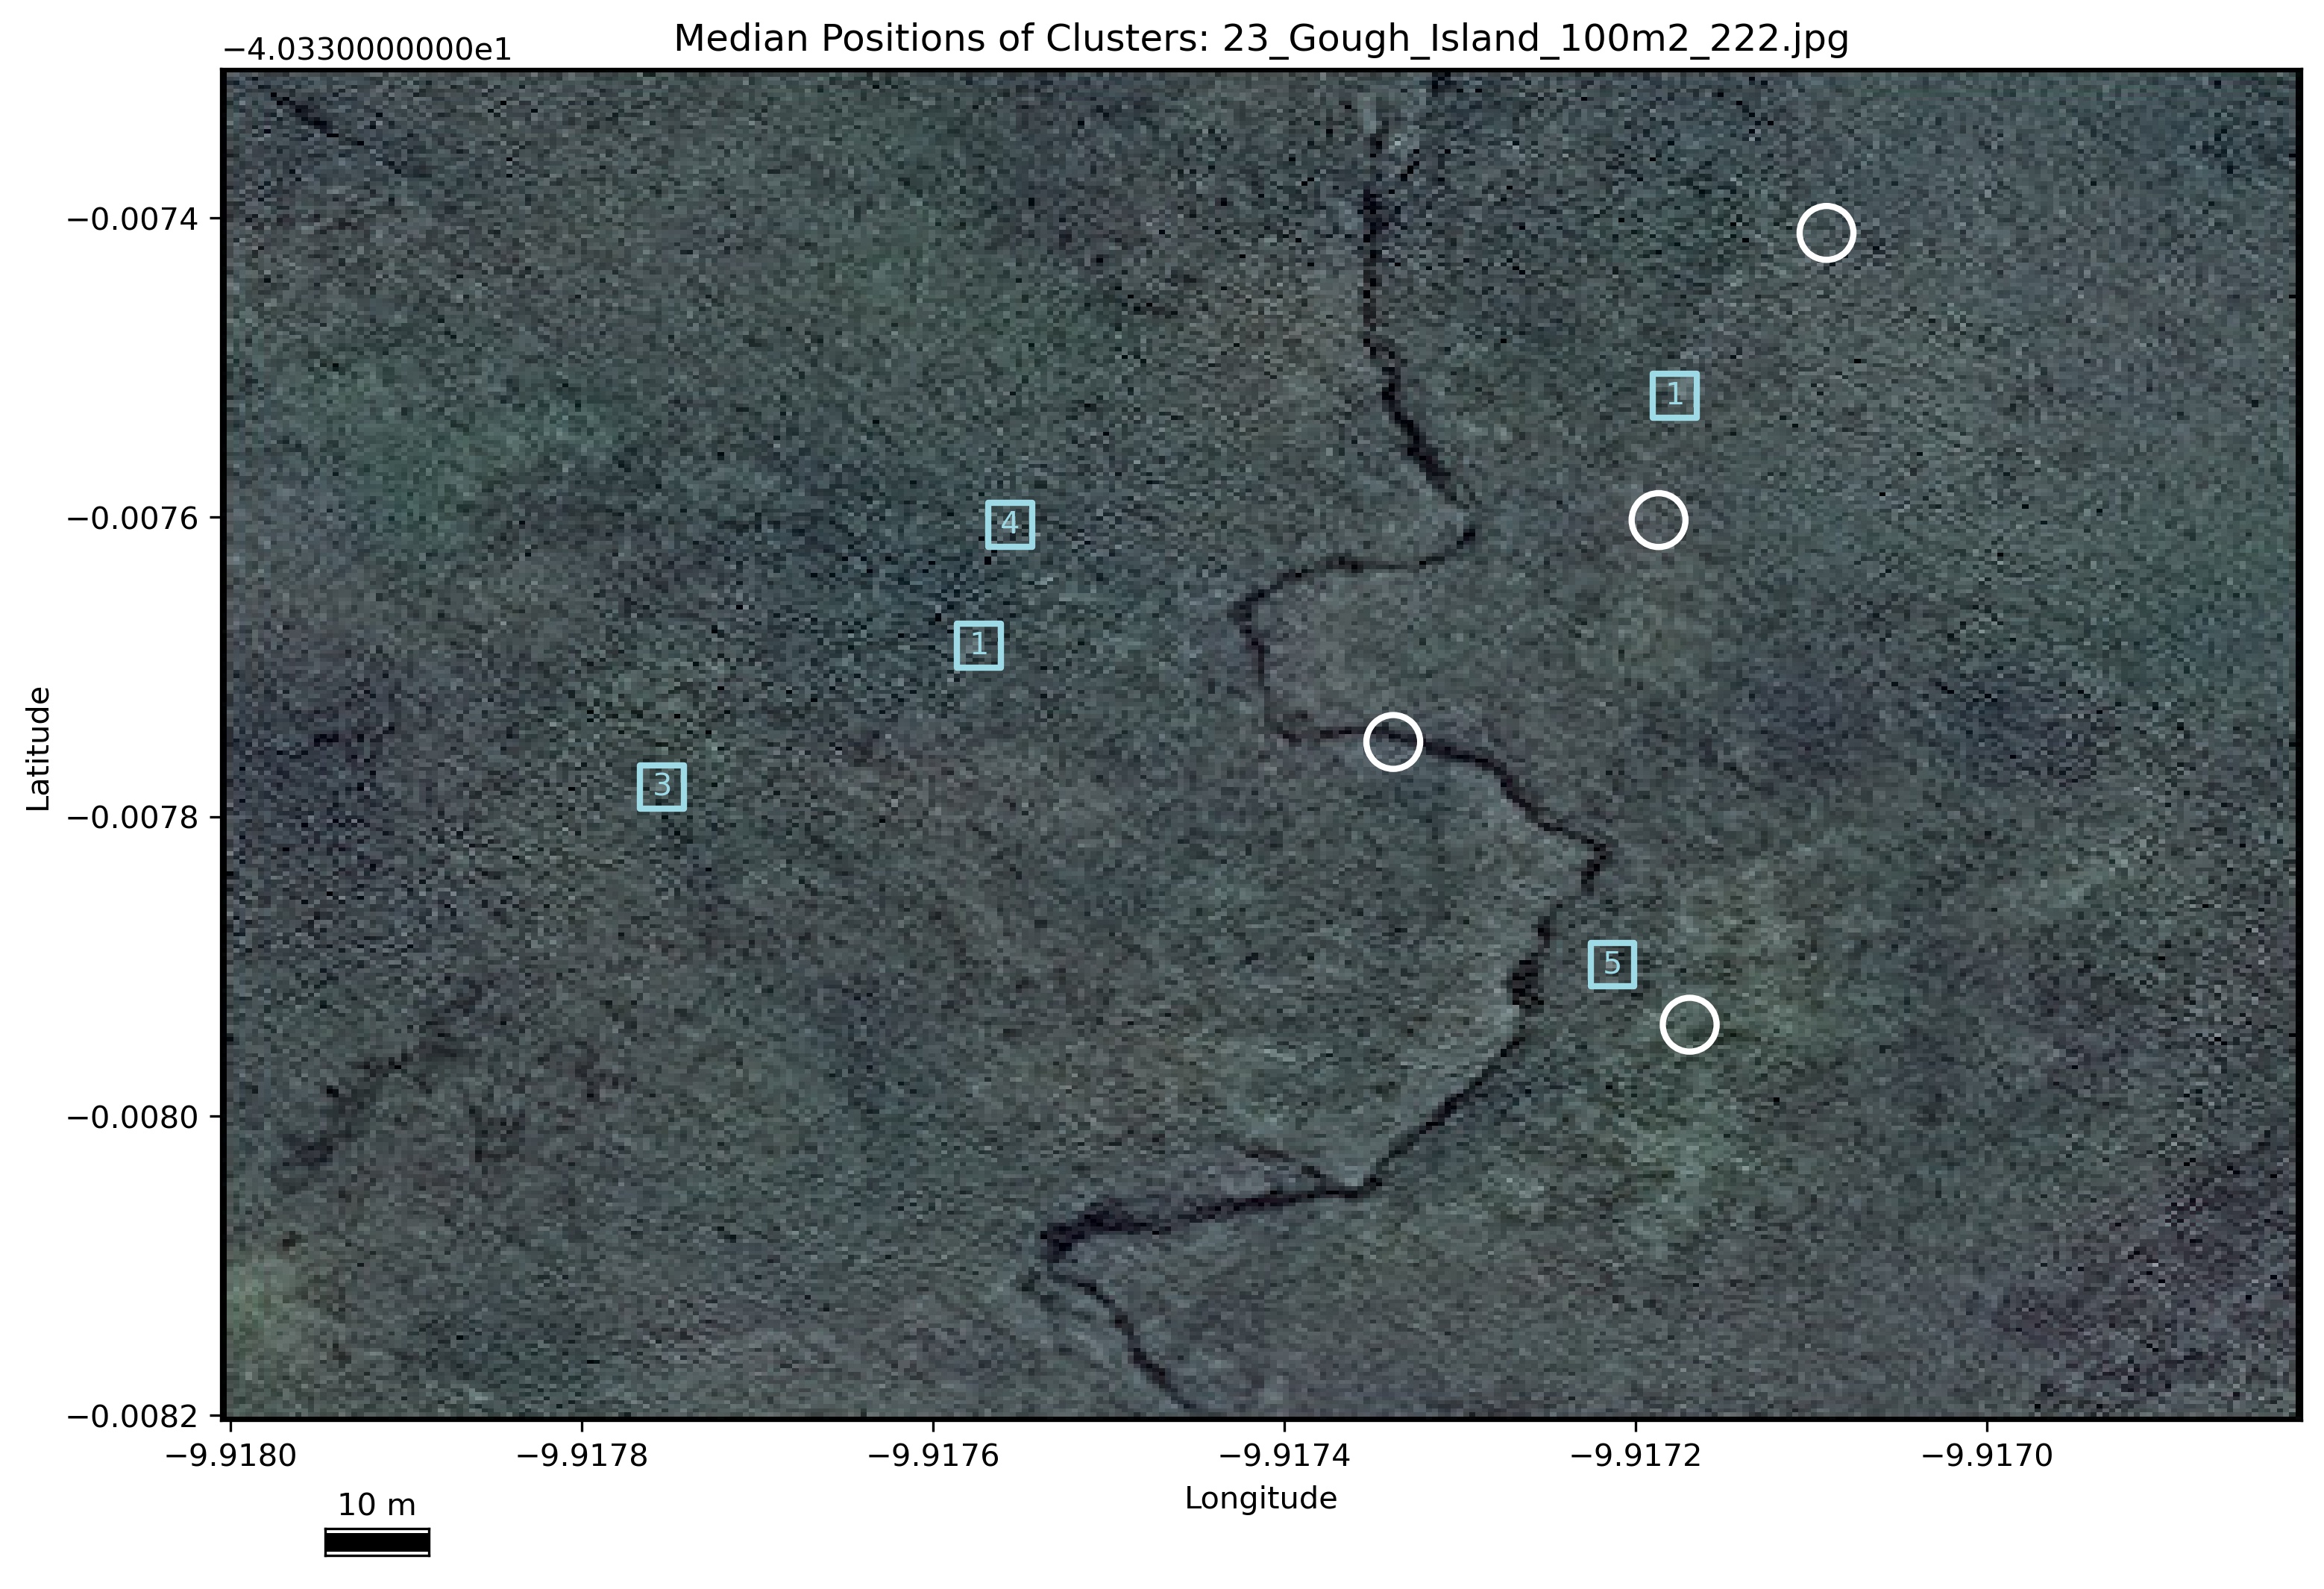 Median Positions of Clusters: 23_Gough_Island_100m2_222.jpg
−4.0330000000e1
−0.0074
−0.0076
−0.0078
−0.0080
−0.0082
Latitude
1
4
1
3
5
−9.9180 −9.9178 −9.9176 −9.9174 −9.9172 −9.9170
Longitude
10 m